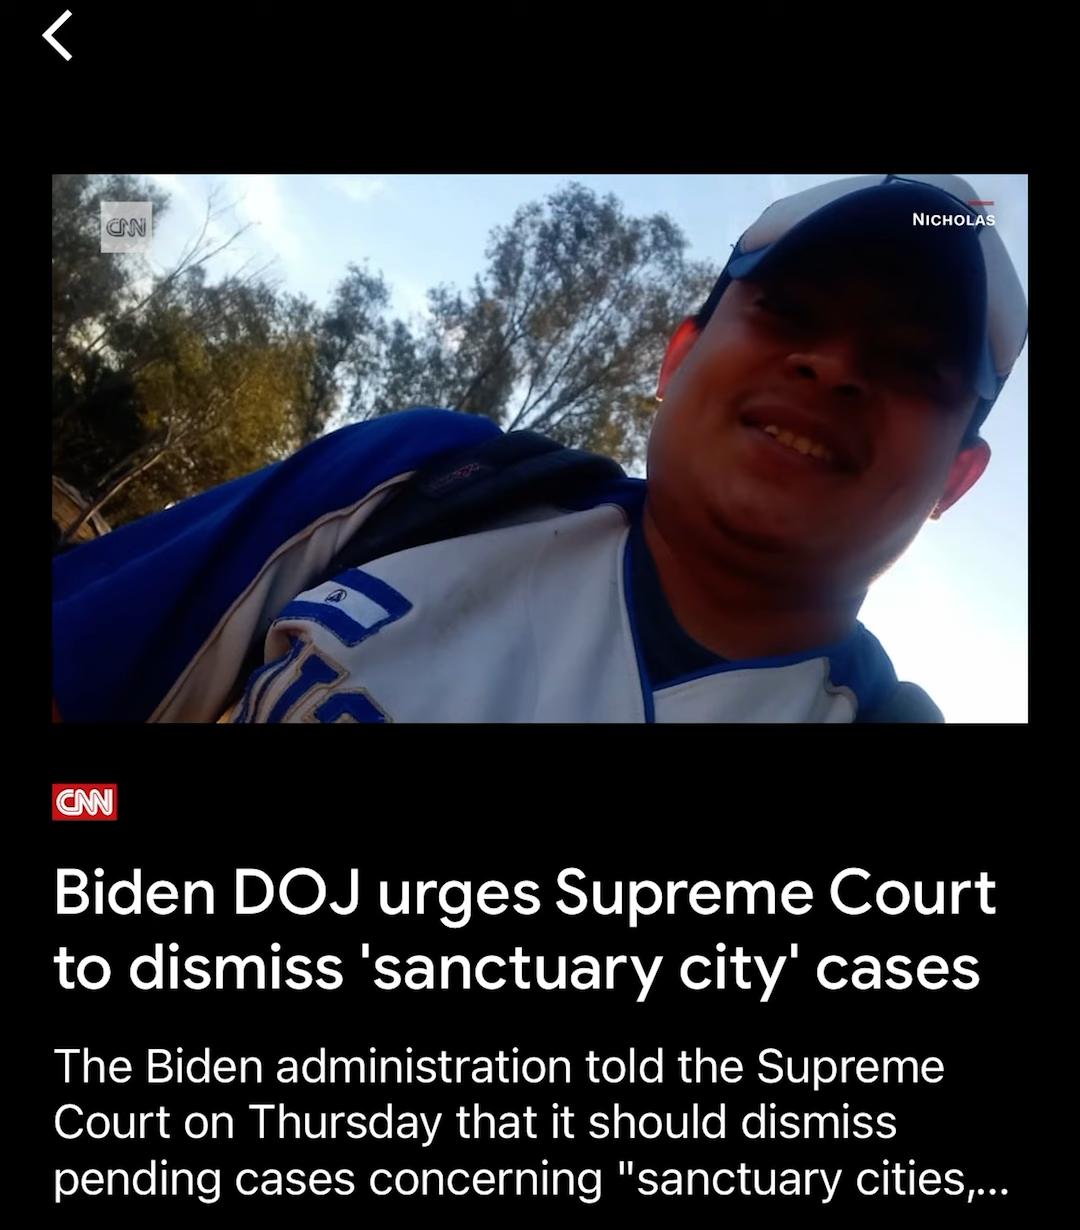 CNN
NICHOLAS
CNN
Biden DOJ urges Supreme Court
to dismiss 'sanctuary city' cases
The Biden administration told the Supreme
Court on Thursday that it should dismiss
pending cases concerning "sanctuary cities,...